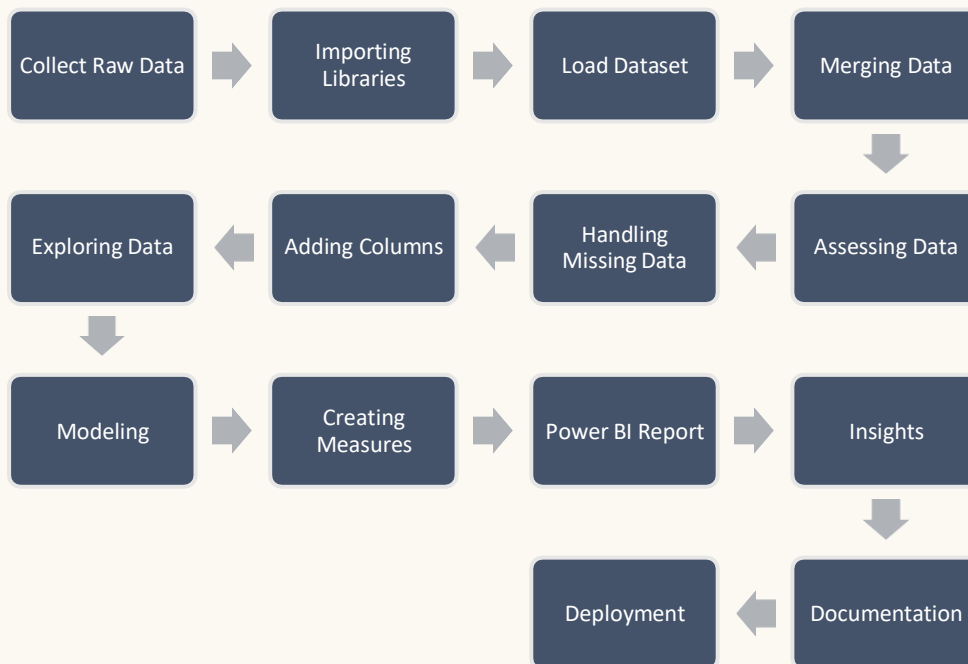 Collect Raw Data
Importing
Libraries
Load Dataset
Merging Data
Assessing Data
Handling
Missing Data
Adding Columns
Exploring Data
Modeling
Creating
Measures
Power BI Report
Insights
Documentation
Deployment